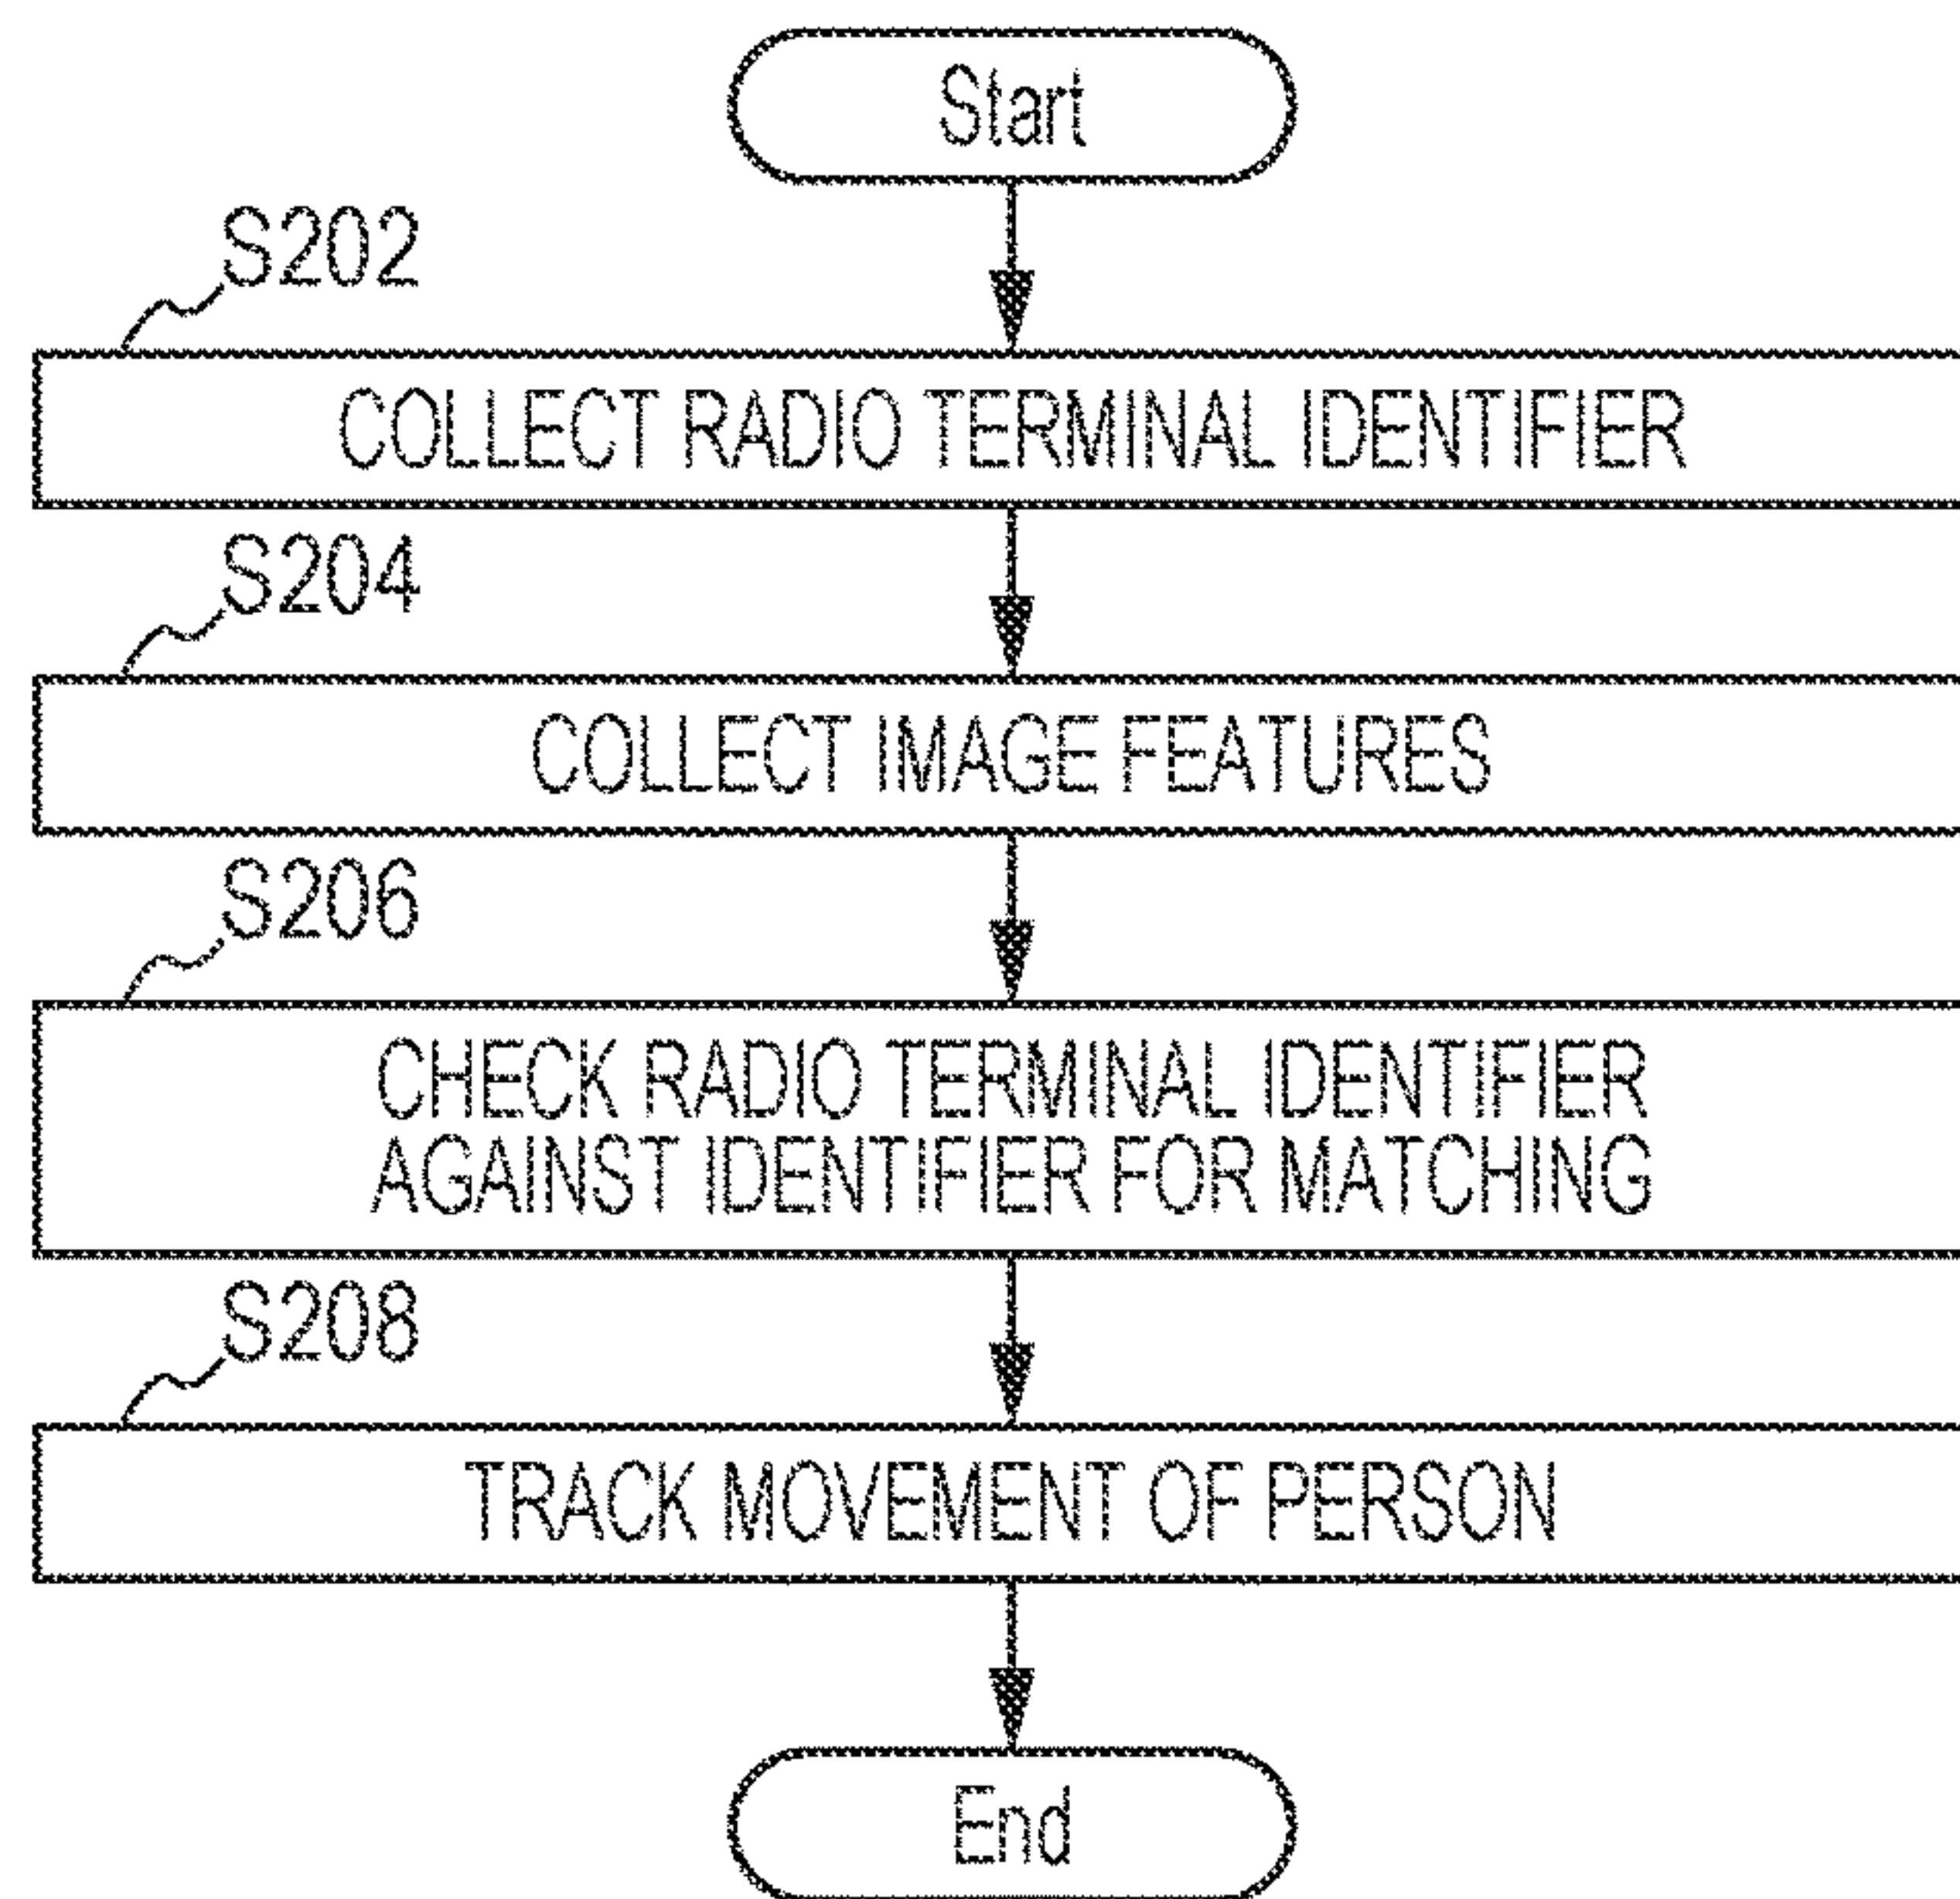 Start
S202
COLLECT RADIO TERMINAL IDENTIFIER
S204
COLLECT IMAGE FEATURES
S206
CHECK RADIO TERMINAL IDENTIFIER
AGAINST IDENTIFIER FOR MATCHING
S208
TRACK MOVEMENT OF PERSON
End